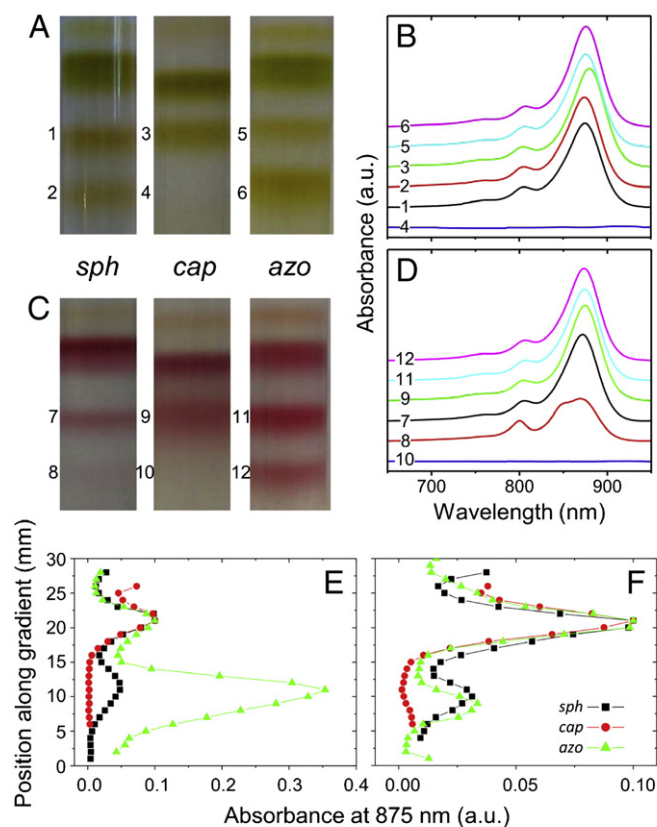 A
1
2
3
4
5
6
B
6
5
3
2
1
4
Absorbance (a.u.)
sph cap azo
C
7
8
9
10
11
12
D
12
11
9
7
8
10
700 800 900
Wavelength (nm)
E
30
25
20
15
10
5
0
Position along gradient (mm)
0.0 0.1 0.2 0.3 0.4
F
sph
cap
azo
0.00 0.05 0.10
Absorbance at 875 nm (a.u.)